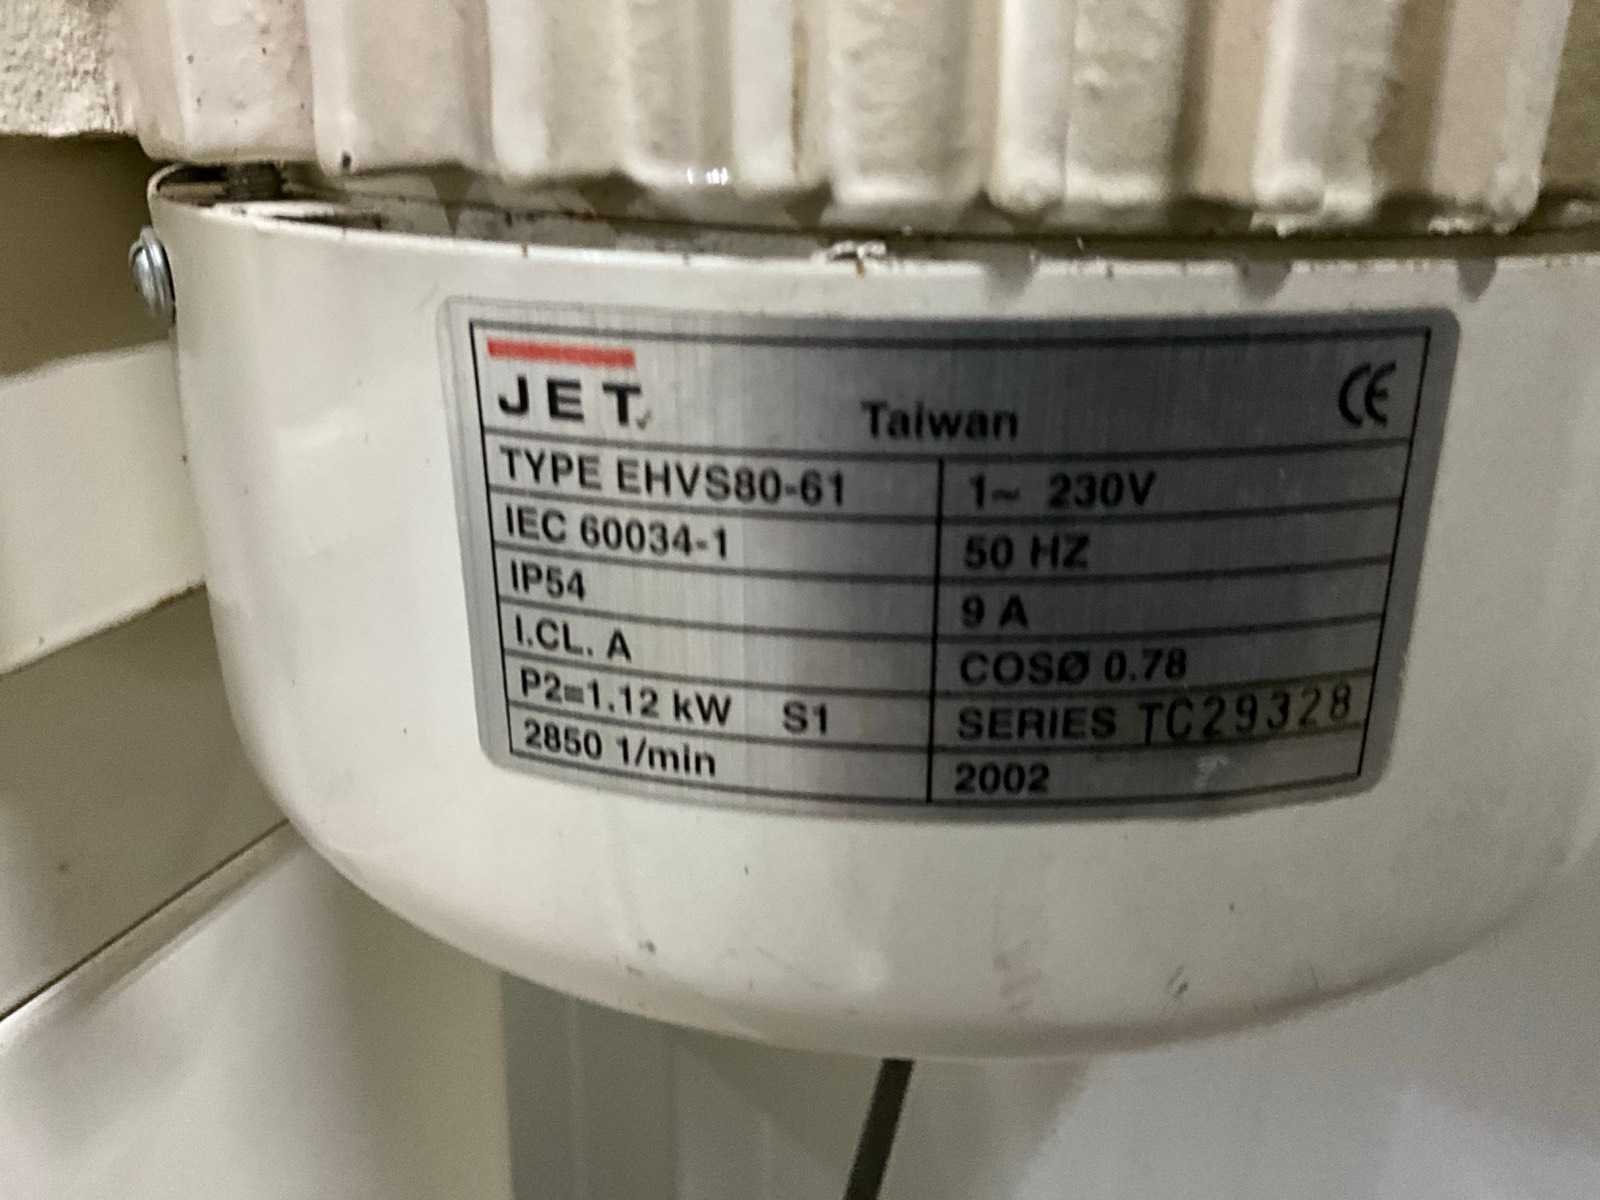 JET
Taiwan
CE
TYPE EHVS80-61
1~ 230V
IEC 60034-1
50 HZ
IP54
9 A
I.CL. A
COSØ 0.78
P2=1.12 kW S1
SERIES TC29328
2850 1/min
2002